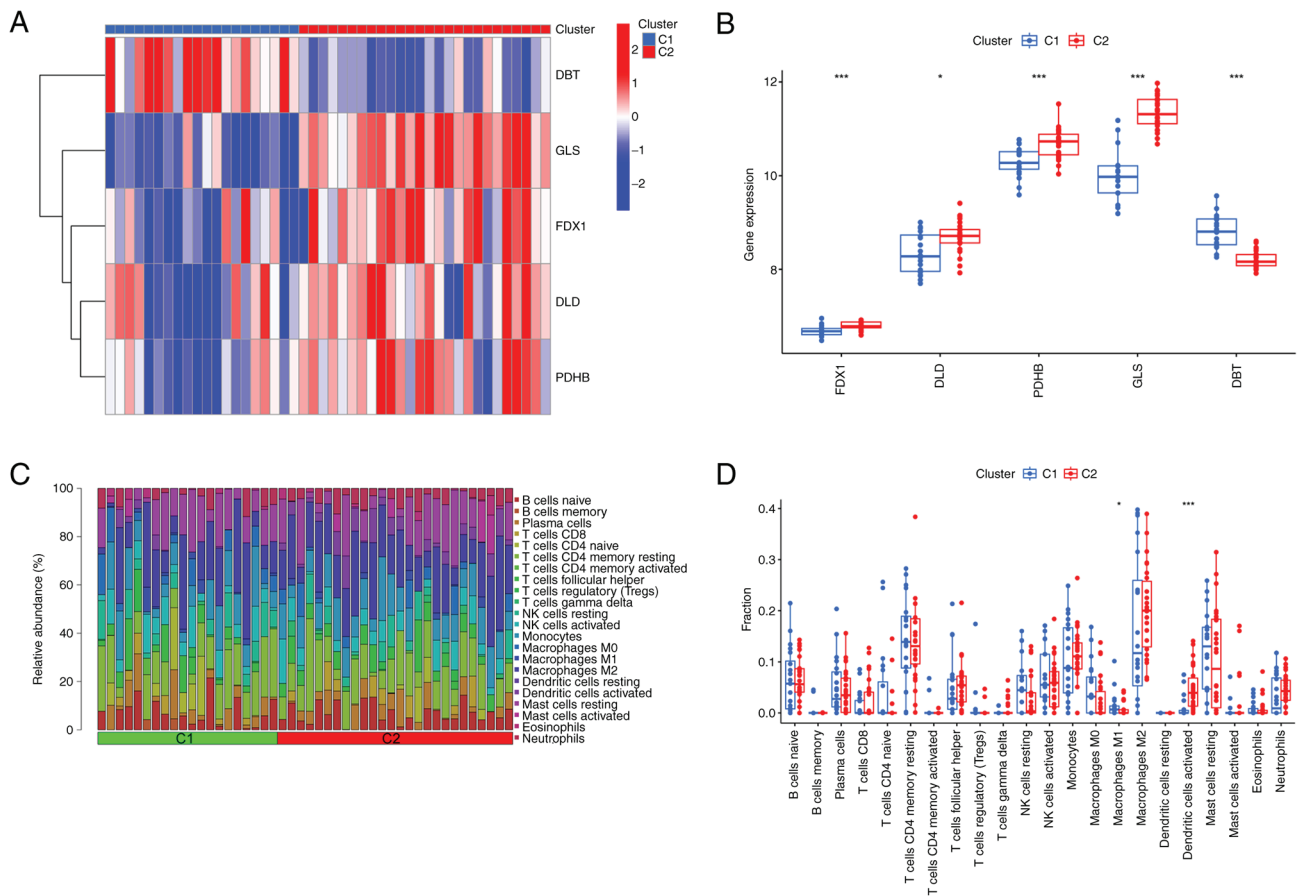 A
Cluster
DBT
GLS
FDX1
DLD
PDHB
Cluster
C1
C2
2
1
0
−1
−2
B
Cluster C1 C2
Gene expression
12
10
8
*** * *** *** ***
FDX1
DLD
PDHB
GLS
DBT
C
Relative abundance (%)
100
80
60
40
20
0
C1 C2
B cells naive
B cells memory
Plasma cells
T cells CD8
T cells CD4 naive
T cells CD4 memory resting
T cells CD4 memory activated
T cells follicular helper
T cells regulatory (Tregs)
T cells gamma delta
NK cells resting
NK cells activated
Monocytes
Macrophages M0
Macrophages M1
Macrophages M2
Dendritic cells resting
Dendritic cells activated
Mast cells resting
Mast cells activated
Eosinophils
Neutrophils
D
Cluster C1 C2
Fraction
0.4
0.3
0.2
0.1
0.0
* ***
B cells naive
B cells memory
Plasma cells
T cells CD8
T cells CD4 naive
T cells CD4 memory resting
T cells CD4 memory activated
T cells follicular helper
T cells regulatory (Tregs)
T cells gamma delta
NK cells resting
NK cells activated
Monocytes
Macrophages M0
Macrophages M1
Macrophages M2
Dendritic cells resting
Dendritic cells activated
Mast cells resting
Mast cells activated
Eosinophils
Neutrophils